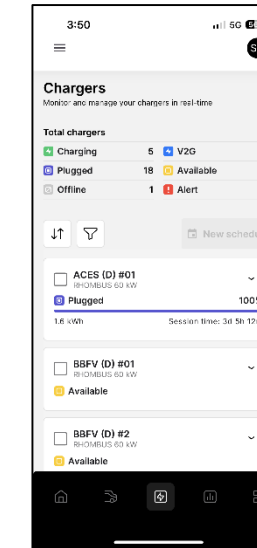 3:50 5G
S
Chargers
Monitor and manage your chargers in real-time
Total chargers
Charging 5 V2G
Plugged 18 Available
Offline 1 Alert
New schedu
ACES (D) #01
RHOMBUS 60 kW
Plugged 100%
1.6 kWh Session time: 3d 5h 12
BBFV (D) #01
RHOMBUS 60 kW
Available
BBFV (D) #2
RHOMBUS 60 kW
Available